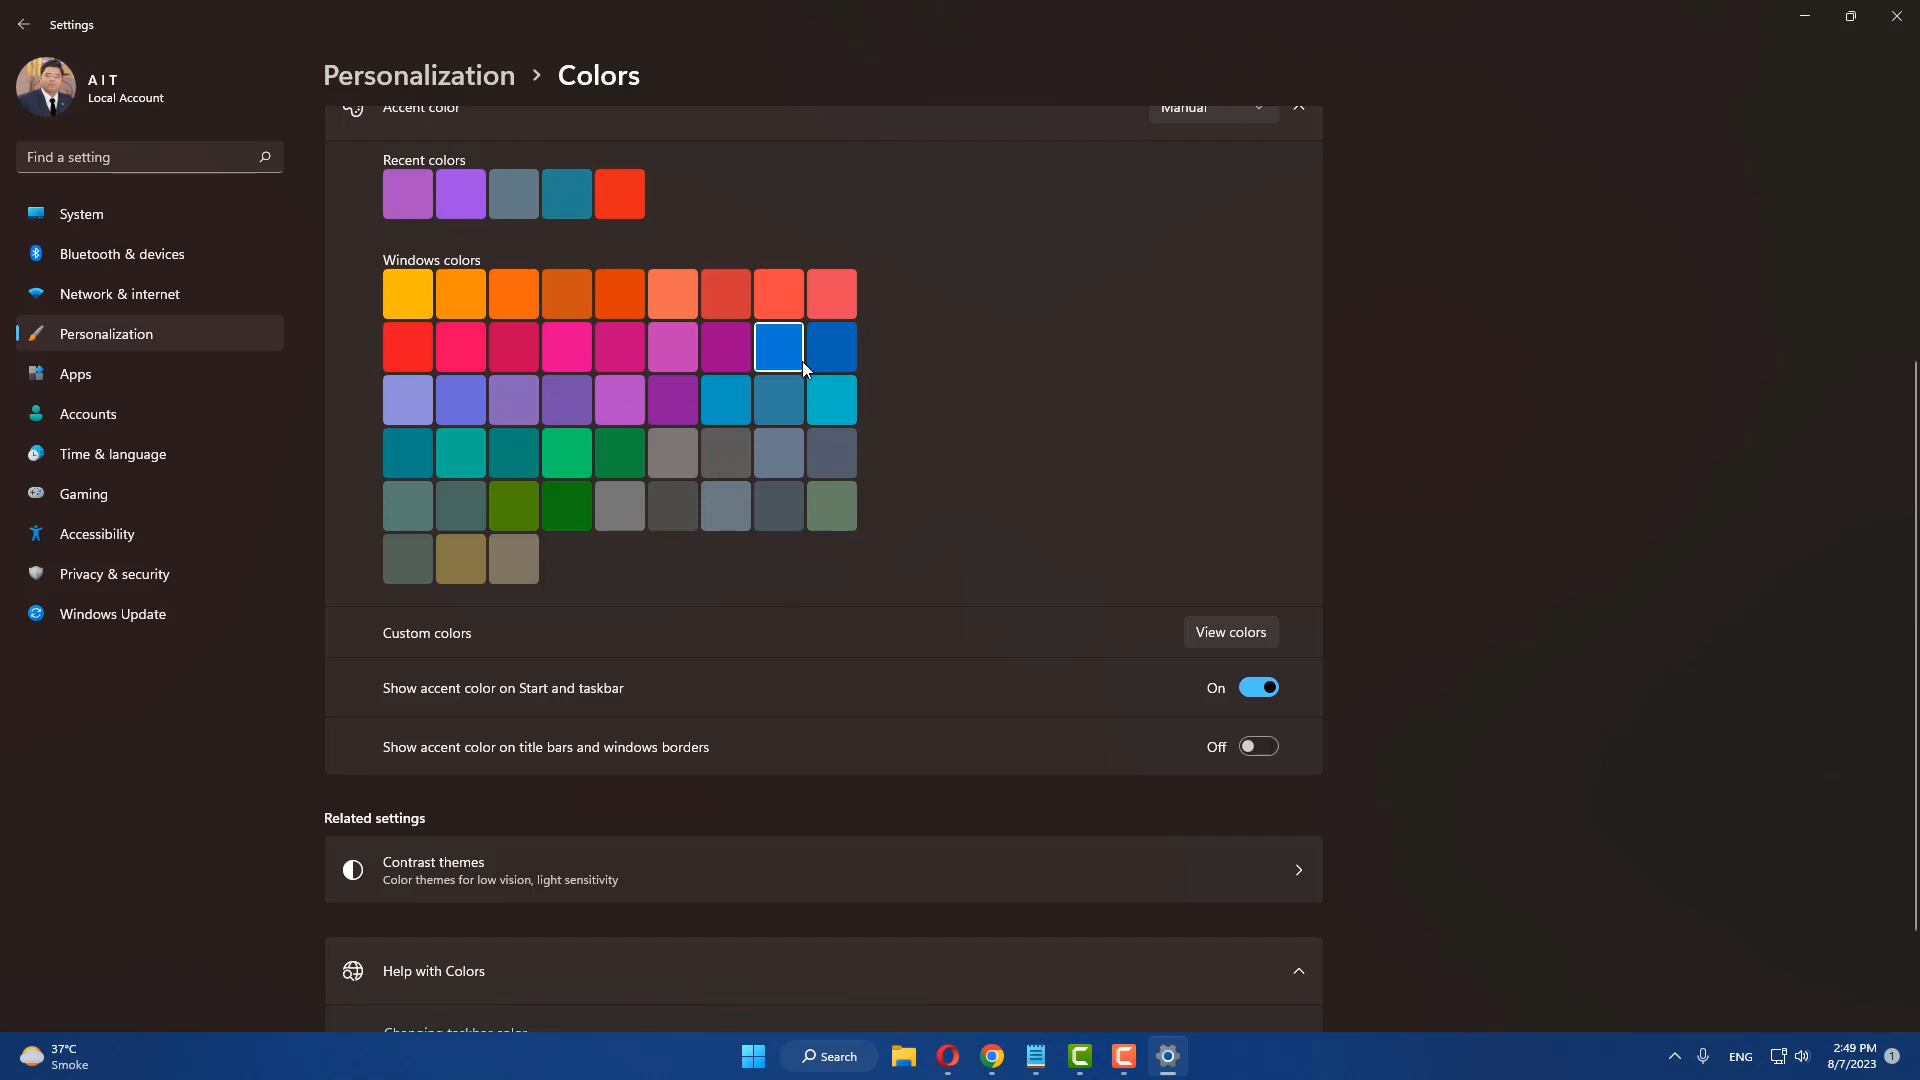 Settings
A I T
Local Account
Find a setting
System
Bluetooth & devices
Network & internet
Personalization
Apps
Accounts
Time & language
Gaming
Accessibility
Privacy & security
Windows Update
Personalization > Colors
Accent color
Manual
Recent colors
Windows colors
Custom colors
View colors
Show accent color on Start and taskbar
On
Show accent color on title bars and windows borders
Off
Related settings
Contrast themes
Color themes for low vision, light sensitivity
Help with Colors
Changing taskbar color
37°C
Smoke
Search
ENG
2:49 PM
8/7/2023
1